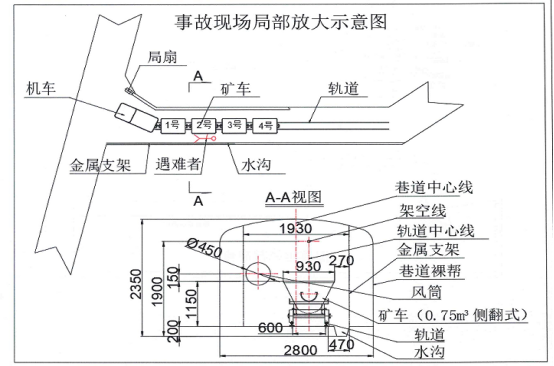 事故现场局部放大示意图
局扇
A
机车
矿车
轨道
1号
2号
3号
4号
金属支架
遇难者
水沟
A
A-A视图
巷道中心线
架空线
轨道中心线
金属支架
巷道裸帮
风筒
矿车（0.75m³侧翻式）
轨道
水沟
1930
Ø450
270
930
2350
1900
150
1150
200
600
470
2800